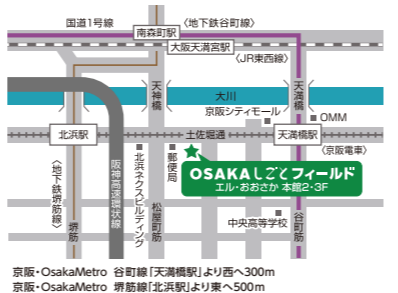 国道1号線
南森町駅
〈地下鉄谷町線〉
大阪天満宮駅
〈JR東西線〉
天神橋
大川
天満橋
京阪シティモール
OMM
北浜駅
土佐堀通
天満橋駅
〈京阪電車〉
〈地下鉄堺筋線〉
堺筋
阪神高速環状線
北浜ネクスビルディング
郵便局
松屋町筋
OSAKAしごとフィールド
エル・おおさか 本館2・3F
中央高等学校
谷町筋
京阪・OsakaMetro 谷町線「天満橋駅」より西へ300m
京阪・OsakaMetro 堺筋線「北浜駅」より東へ500m